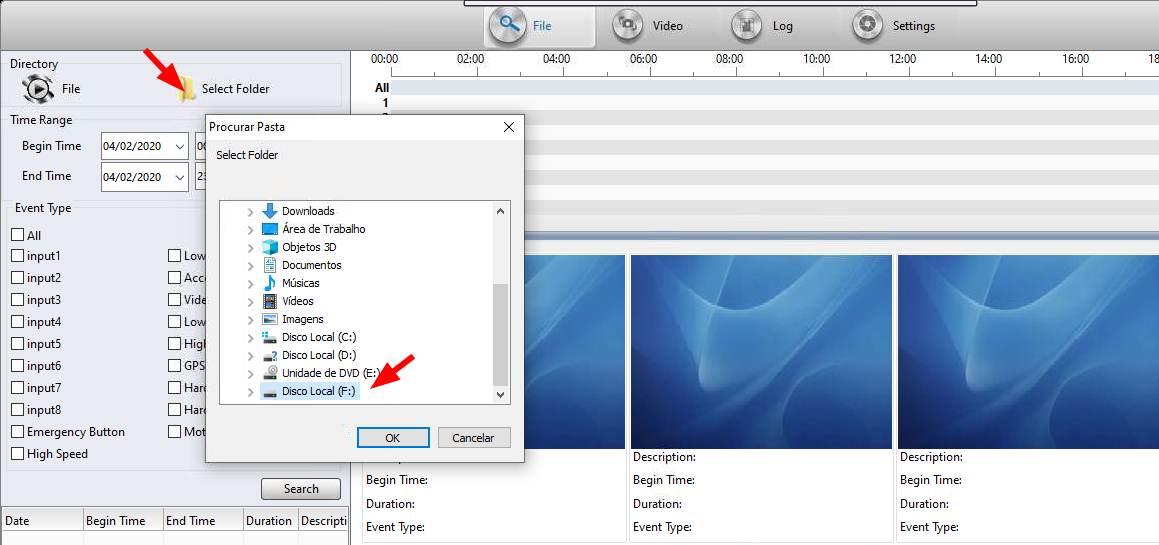 File
Video
Log
Settings
Directory
File
Select Folder
Time Range
Begin Time
04/02/2020
End Time
04/02/2020
Event Type
All
input1
input2
input3
input4
input5
input6
input7
input8
Emergency Button
High Speed
Low
Acc
Vide
Low
High
GPS
Hard
Hard
Mot
Search
Date Begin Time End Time Duration Descripti
00:00 02:00 04:00 06:00 08:00 10:00 12:00 14:00 16:00 18
All
1
Procurar Pasta
Select Folder
Downloads
Área de Trabalho
Objetos 3D
Documentos
Músicas
Vídeos
Imagens
Disco Local (C:)
Disco Local (D:)
Unidade de DVD (E:)
Disco Local (F:)
OK
Cancelar
Description:
Begin Time:
Duration:
Event Type:
Description:
Begin Time:
Duration:
Event Type:
Description:
Begin Time:
Duration:
Event Type: